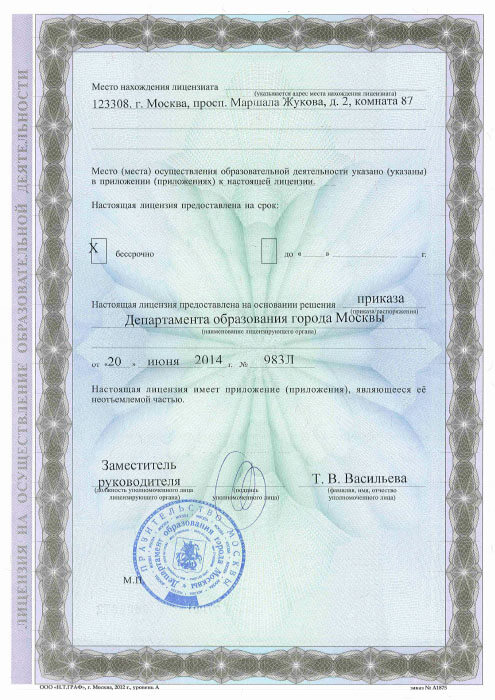 ЛИЦЕНЗИЯ НА ОСУЩЕСТВЛЕНИЕ ОБРАЗОВАТЕЛЬНОЙ ДЕЯТЕЛЬНОСТИ
Место нахождения лицензиата
(указывается адрес места нахождения лицензиата)
123308, г. Москва, просп. Маршала Жукова, д. 2, комната 87
Место (места) осуществления образовательной деятельности указано (указаны)
в приложении (приложениях) к настоящей лицензии.
Настоящая лицензия предоставлена на срок:
X бессрочно до « » г.
Настоящая лицензия предоставлена на основании решения приказа
(приказа/распоряжения)
Департамента образования города Москвы
(наименование лицензирующего органа)
от «20 » июня 2014 г. № 983Л
Настоящая лицензия имеет приложение (приложения), являющееся её
неотъемлемой частью.
Заместитель
руководителя Т. В. Васильева
(должность уполномоченного лица (подпись (фамилия, имя, отчество
лицензирующего органа) уполномоченного лица) уполномоченного лица)
ПРАВИТЕЛЬСТВО МОСКВЫ
Департамент образования города Москвы
М.П.
ООО «Н.Т.ГРАФ», г. Москва, 2012 г., уровень А
заказ № А1875